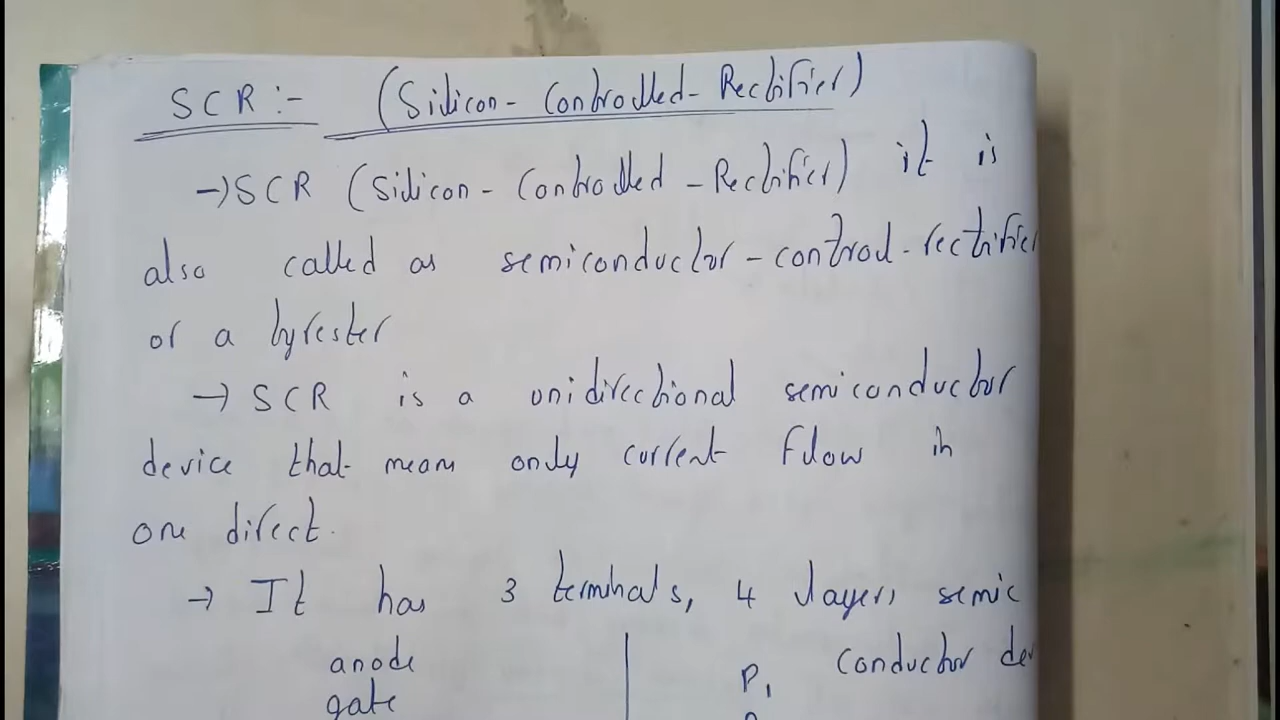 SCR :- (Silicon - Controlled - Rectifier)
→ SCR (Silicon - Controlled - Rectifier) it is
also called as semiconductor - control - rectifier
or a tyrester
→ SCR is a unidirectional semiconductor
device that mean only current flow in
one direct.
→ It has 3 terminals, 4 layers semic
conductor de
anode
P1
gate